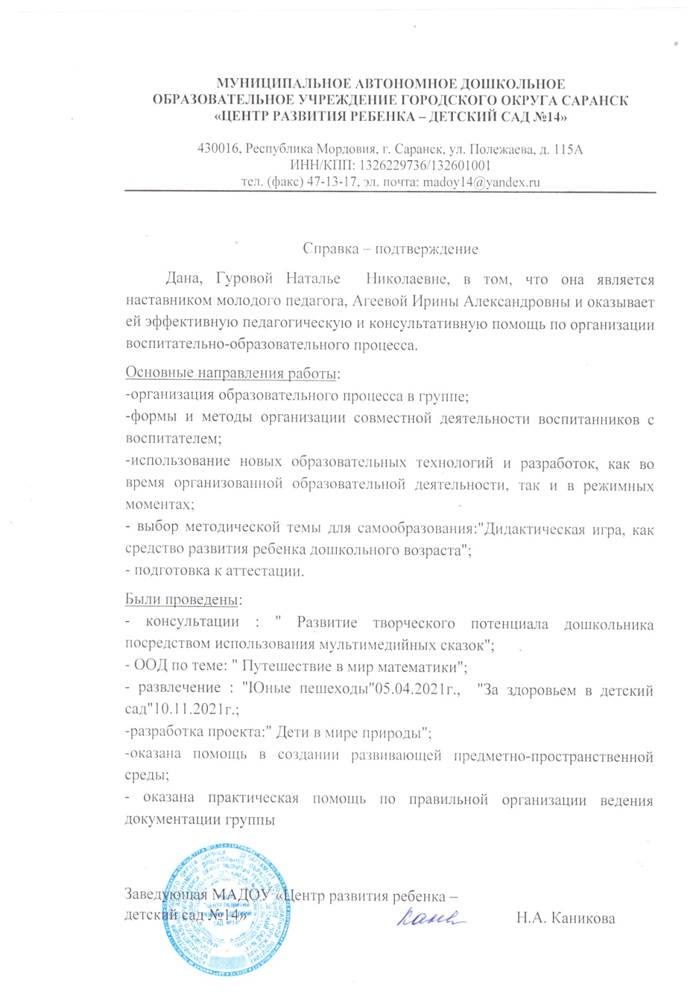 МУНИЦИПАЛЬНОЕ АВТОНОМНОЕ ДОШКОЛЬНОЕ
ОБРАЗОВАТЕЛЬНОЕ УЧРЕЖДЕНИЕ ГОРОДСКОГО ОКРУГА САРАНСК
«ЦЕНТР РАЗВИТИЯ РЕБЕНКА – ДЕТСКИЙ САД №14»
430016, Республика Мордовия, г. Саранск, ул. Полежаева, д. 115А
ИНН/КПП: 1326229736/132601001
тел. (факс) 47-13-17, эл. почта: madoy14@yandex.ru
Справка – подтверждение
Дана, Гуровой Наталье Николаевне, в том, что она является
наставником молодого педагога, Агеевой Ирины Александровны и оказывает
ей эффективную педагогическую и консультативную помощь по организации
воспитательно-образовательного процесса.
Основные направления работы:
-организация образовательного процесса в группе;
-формы и методы организации совместной деятельности воспитанников с
воспитателем;
-использование новых образовательных технологий и разработок, как во
время организованной образовательной деятельности, так и в режимных
моментах;
- выбор методической темы для самообразования:"Дидактическая игра, как
средство развития ребенка дошкольного возраста";
- подготовка к аттестации.
Были проведены:
- консультации : " Развитие творческого потенциала дошкольника
посредством использования мультимедийных сказок";
- ООД по теме: " Путешествие в мир математики";
- развлечение : "Юные пешеходы"05.04.2021г., "За здоровьем в детский
сад"10.11.2021г.;
-разработка проекта:" Дети в мире природы";
-оказана помощь в создании развивающей предметно-пространственной
среды;
- оказана практическая помощь по правильной организации ведения
документации группы
Заведующая МАДОУ «Центр развития ребенка –
детский сад №14»
Н.А. Каникова
"ЦЕНТР РАЗВИТИЯ
РЕБЕНКА - ДЕТСКИЙ
САД №14"